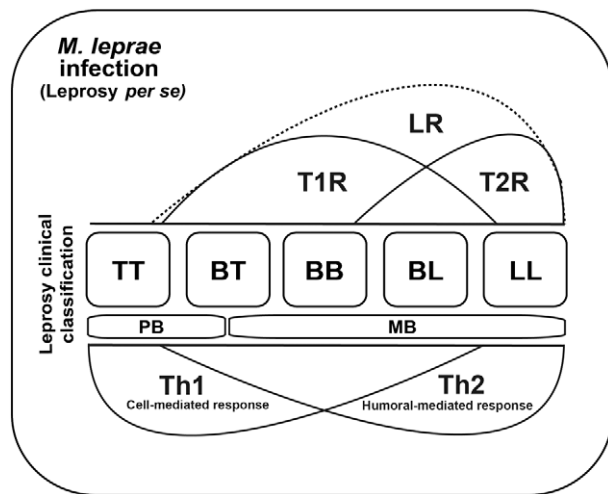 M. leprae
infection
(Leprosy per se)
LR
T1R
T2R
Leprosy clinical
classification
TT
BT
BB
BL
LL
PB
MB
Th1
Cell-mediated response
Th2
Humoral-mediated response